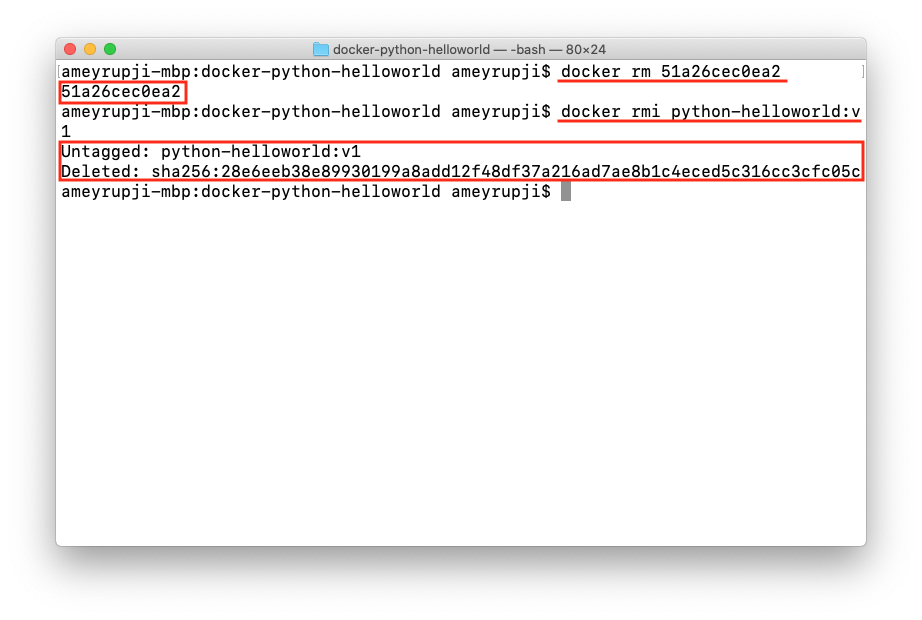 docker-python-helloworld — -bash — 80×24
ameyrupji-mbp:docker-python-helloworld ameyrupji$ docker rm 51a26cec0ea2
51a26cec0ea2
ameyrupji-mbp:docker-python-helloworld ameyrupji$ docker rmi python-helloworld:v
1
Untagged: python-helloworld:v1
Deleted: sha256:28e6eeb38e89930199a8add12f48df37a216ad7ae8b1c4eced5c316cc3cfc05c
ameyrupji-mbp:docker-python-helloworld ameyrupji$